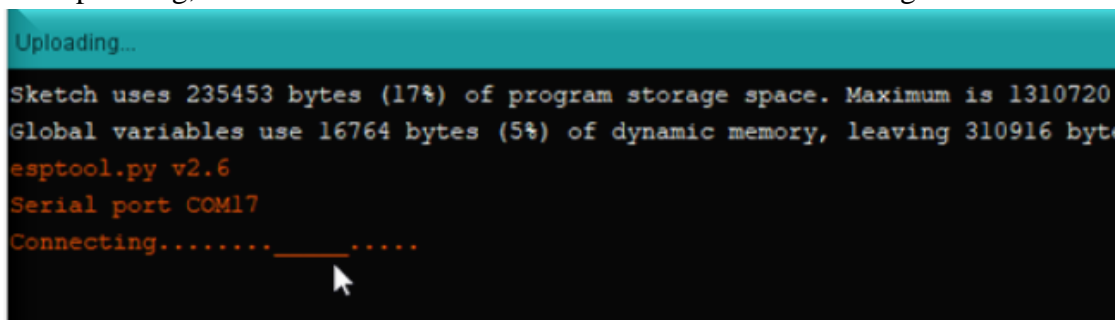 Uploading...
Sketch uses 235453 bytes (17%) of program storage space. Maximum is 1310720
Global variables use 16764 bytes (5%) of dynamic memory, leaving 310916 byte
esptool.py v2.6
Serial port COM17
Connecting........_____.....